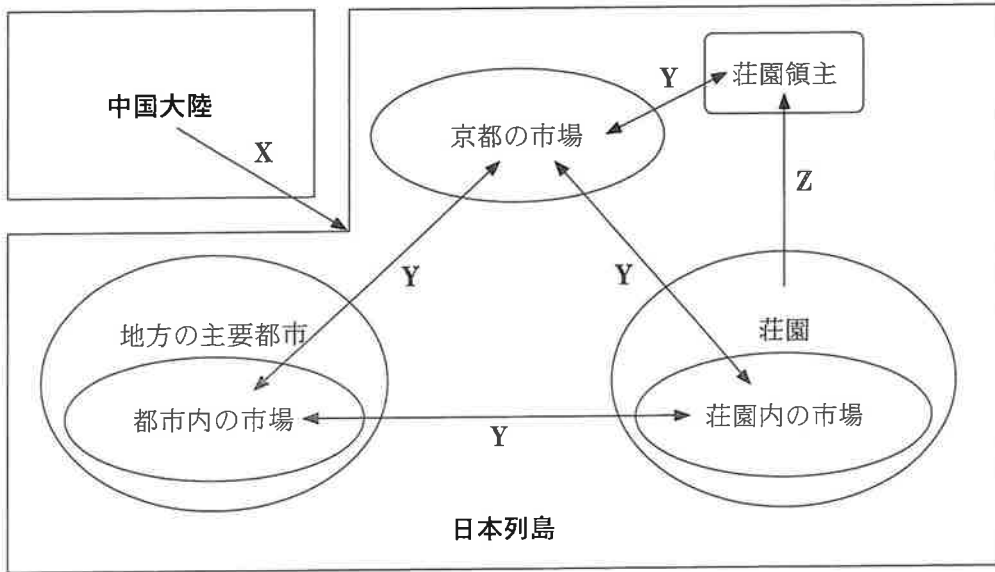 中国大陸
X
京都の市場
Y
荘園領主
Z
Y
Y
地方の主要都市
荘園
都市内の市場
Y
荘園内の市場
日本列島